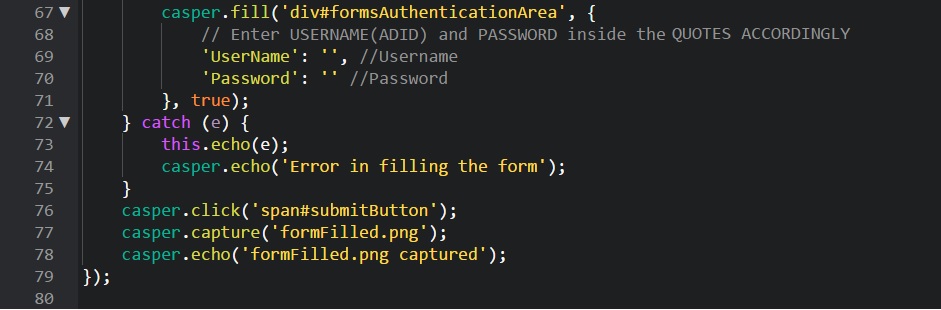 67 ▼ casper.fill('div#formsAuthenticationArea', {
68 // Enter USERNAME(ADID) and PASSWORD inside the QUOTES ACCORDINGLY
69 'UserName': '', //Username
70 'Password': '' //Password
71 }, true);
72 ▼ } catch (e) {
73 this.echo(e);
74 casper.echo('Error in filling the form');
75 }
76 casper.click('span#submitButton');
77 casper.capture('formFilled.png');
78 casper.echo('formFilled.png captured');
79 });
80